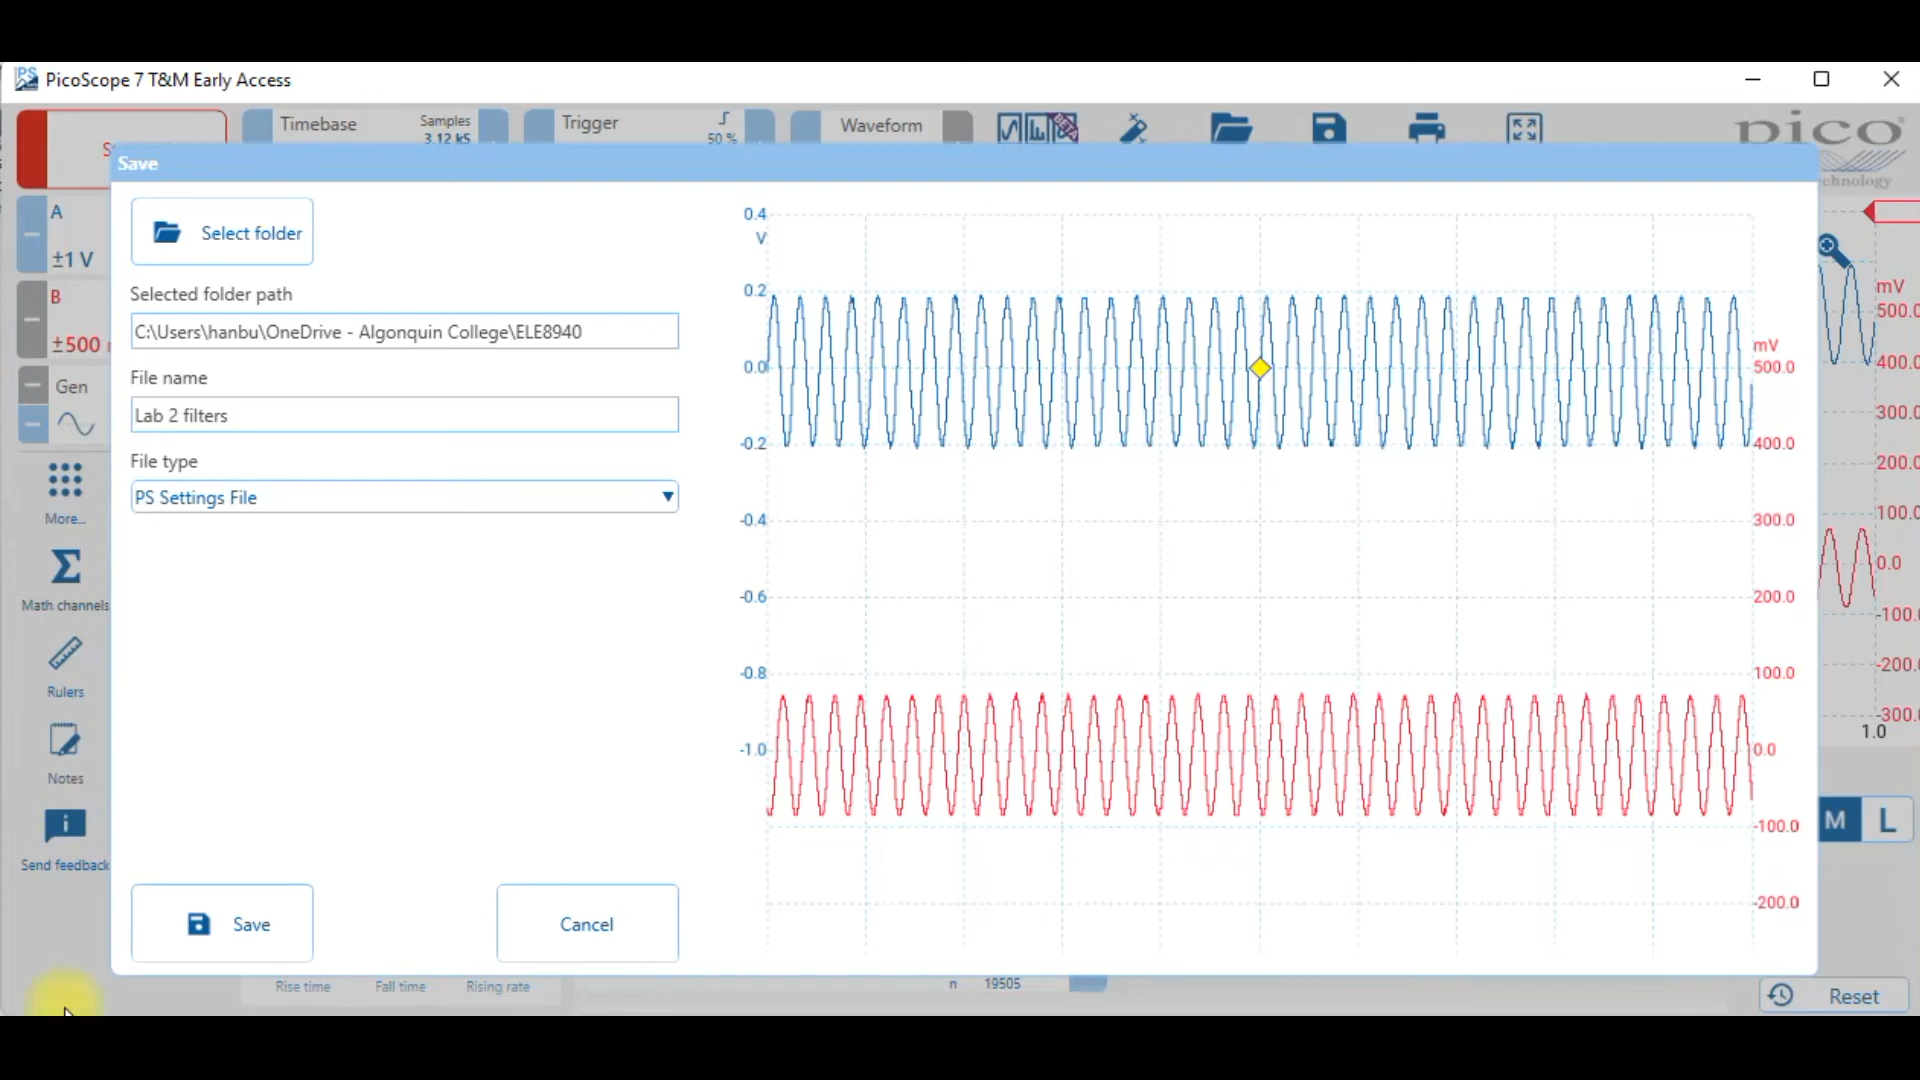 PicoScope 7 T&M Early Access
Timebase
Samples
3.12 kS
Trigger
50 %
Waveform
BETA
pico
Technology
Save
A
±1 V
B
±500
Gen
More...
Math channels
Rulers
Notes
Send feedback
Select folder
Selected folder path
C:\Users\hanbu\OneDrive - Algonquin College\ELE8940
File name
Lab 2 filters
File type
PS Settings File
Save
Cancel
0.4
V
0.2
0.0
-0.2
-0.4
-0.6
-0.8
-1.0
mV
500.0
400.0
300.0
200.0
100.0
0.0
-100.0
-200.0
mV
500.0
400.0
300.0
200.0
100.0
0.0
-100.0
-200.0
-300.0
1.0
M
L
Rise time
Fall time
Rising rate
n
19505
Reset